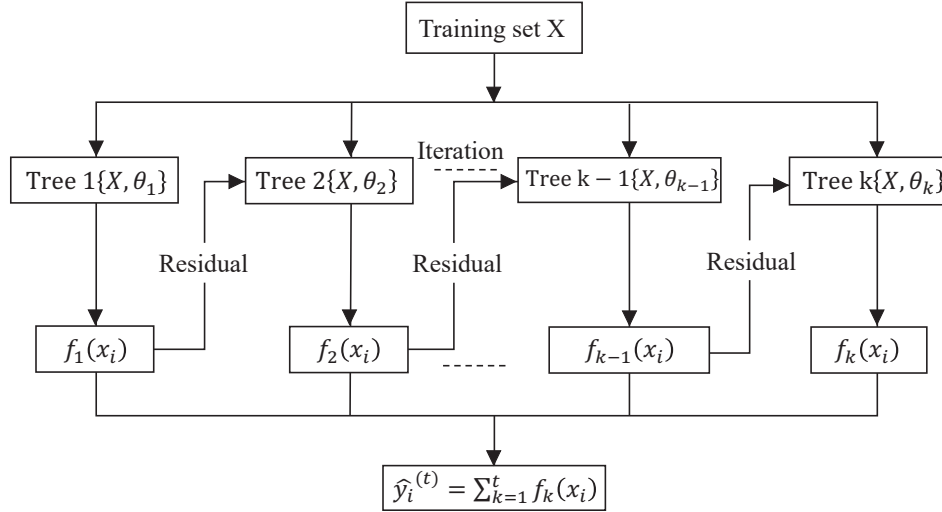 Training set X
Iteration
Tree 1{X, θ₁}
Tree 2{X, θ₂}
Tree k − 1{X, θₖ₋₁}
Tree k{X, θₖ}
Residual
Residual
Residual
f₁(xᵢ)
f₂(xᵢ)
fₖ₋₁(xᵢ)
fₖ(xᵢ)
ŷᵢ⁽ᵗ⁾ = ∑ᵗₖ₌₁ fₖ(xᵢ)